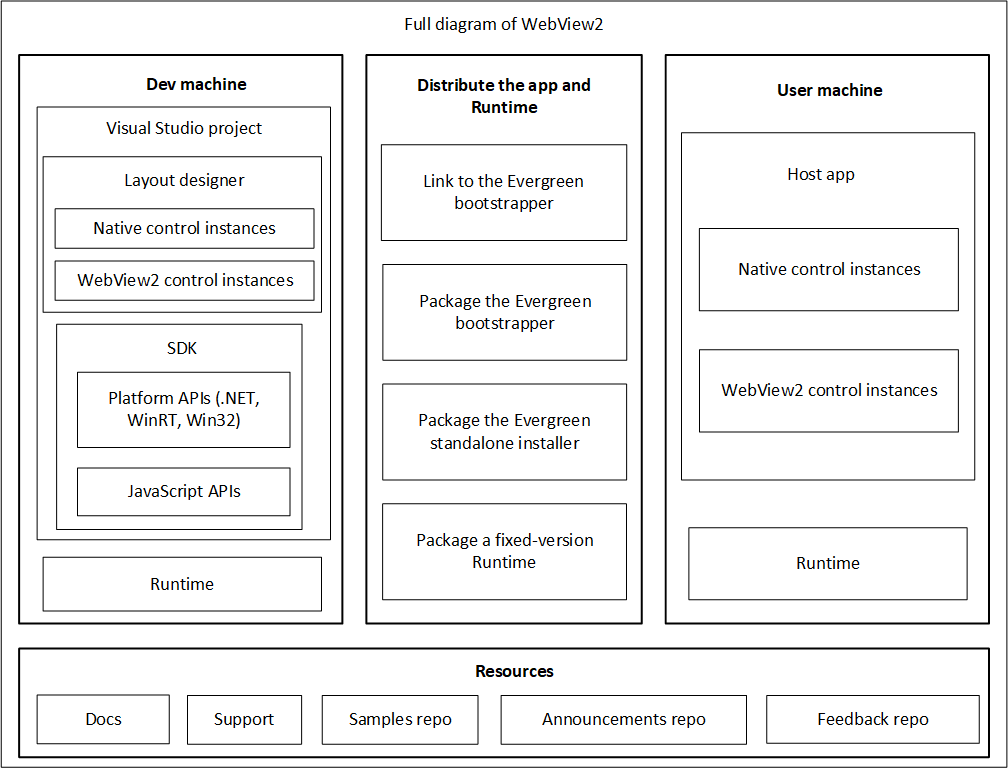 Full diagram of WebView2
Dev machine
Visual Studio project
Layout designer
Native control instances
WebView2 control instances
SDK
Platform APIs (.NET,
WinRT, Win32)
JavaScript APIs
Runtime
Distribute the app and
Runtime
Link to the Evergreen
bootstrapper
Package the Evergreen
bootstrapper
Package the Evergreen
standalone installer
Package a fixed-version
Runtime
User machine
Host app
Native control instances
WebView2 control instances
Runtime
Resources
Docs
Support
Samples repo
Announcements repo
Feedback repo